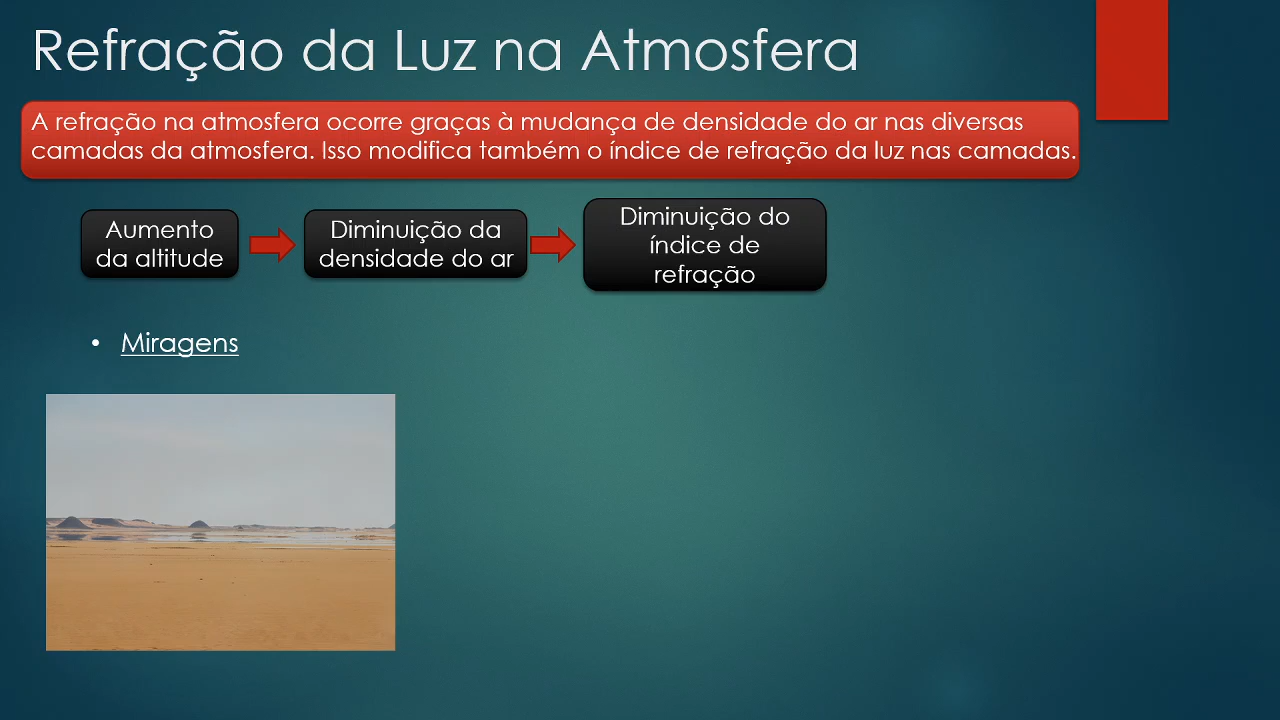 Refração da Luz na Atmosfera
A refração na atmosfera ocorre graças à mudança de densidade do ar nas diversas
camadas da atmosfera. Isso modifica também o índice de refração da luz nas camadas.
Aumento
da altitude
Diminuição da
densidade do ar
Diminuição do
índice de
refração
• Miragens